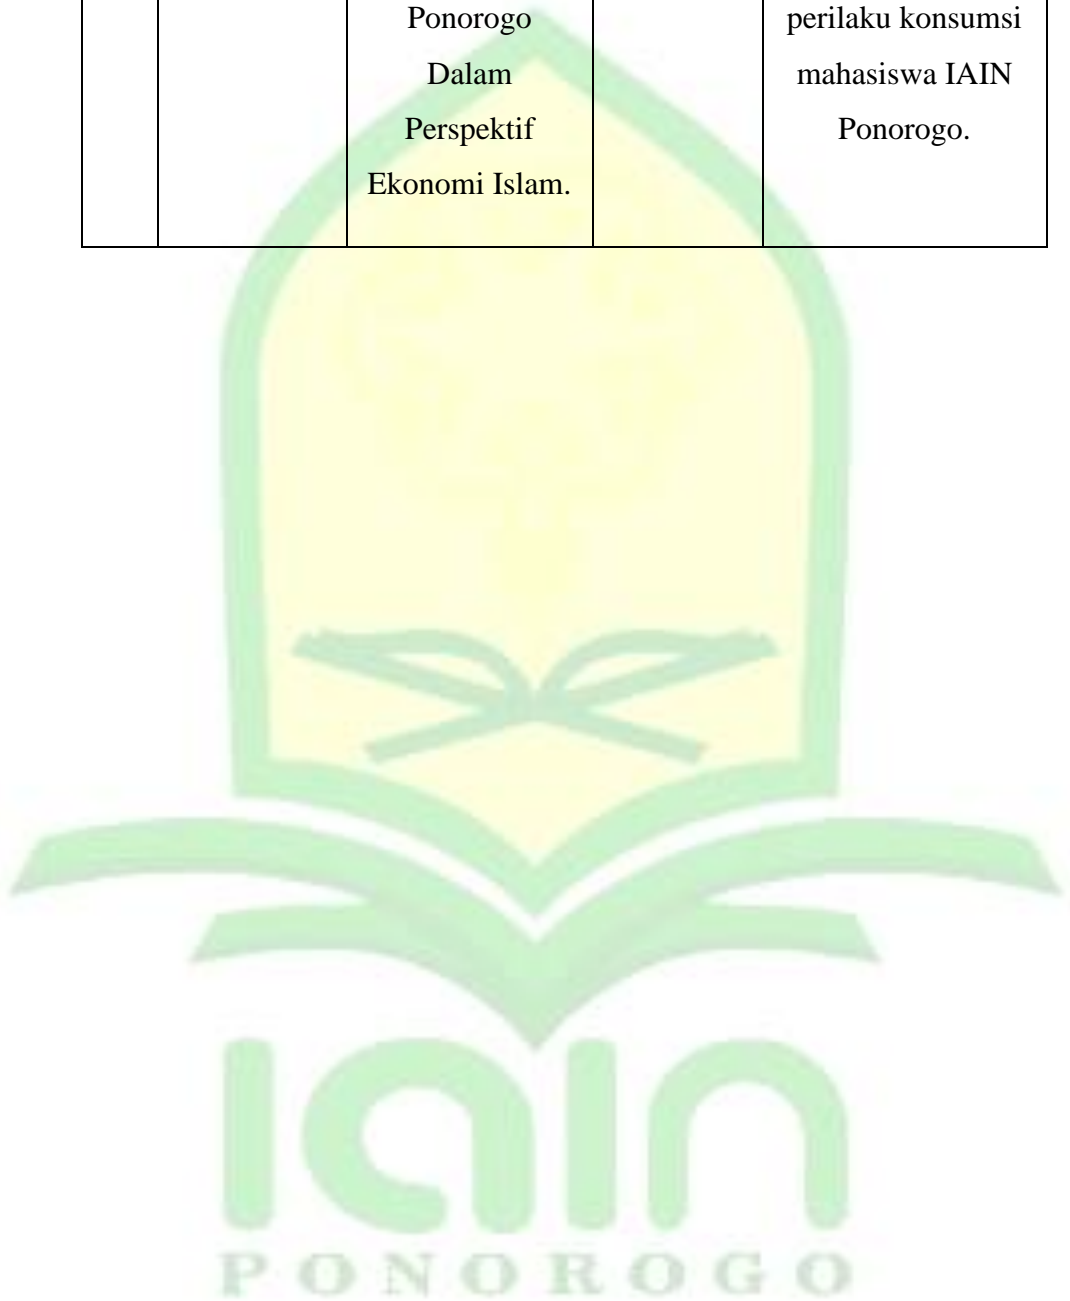 Ponorogo
Dalam
Perspektif
Ekonomi Islam.
perilaku konsumsi
mahasiswa IAIN
Ponorogo.
iain
PONOROGO